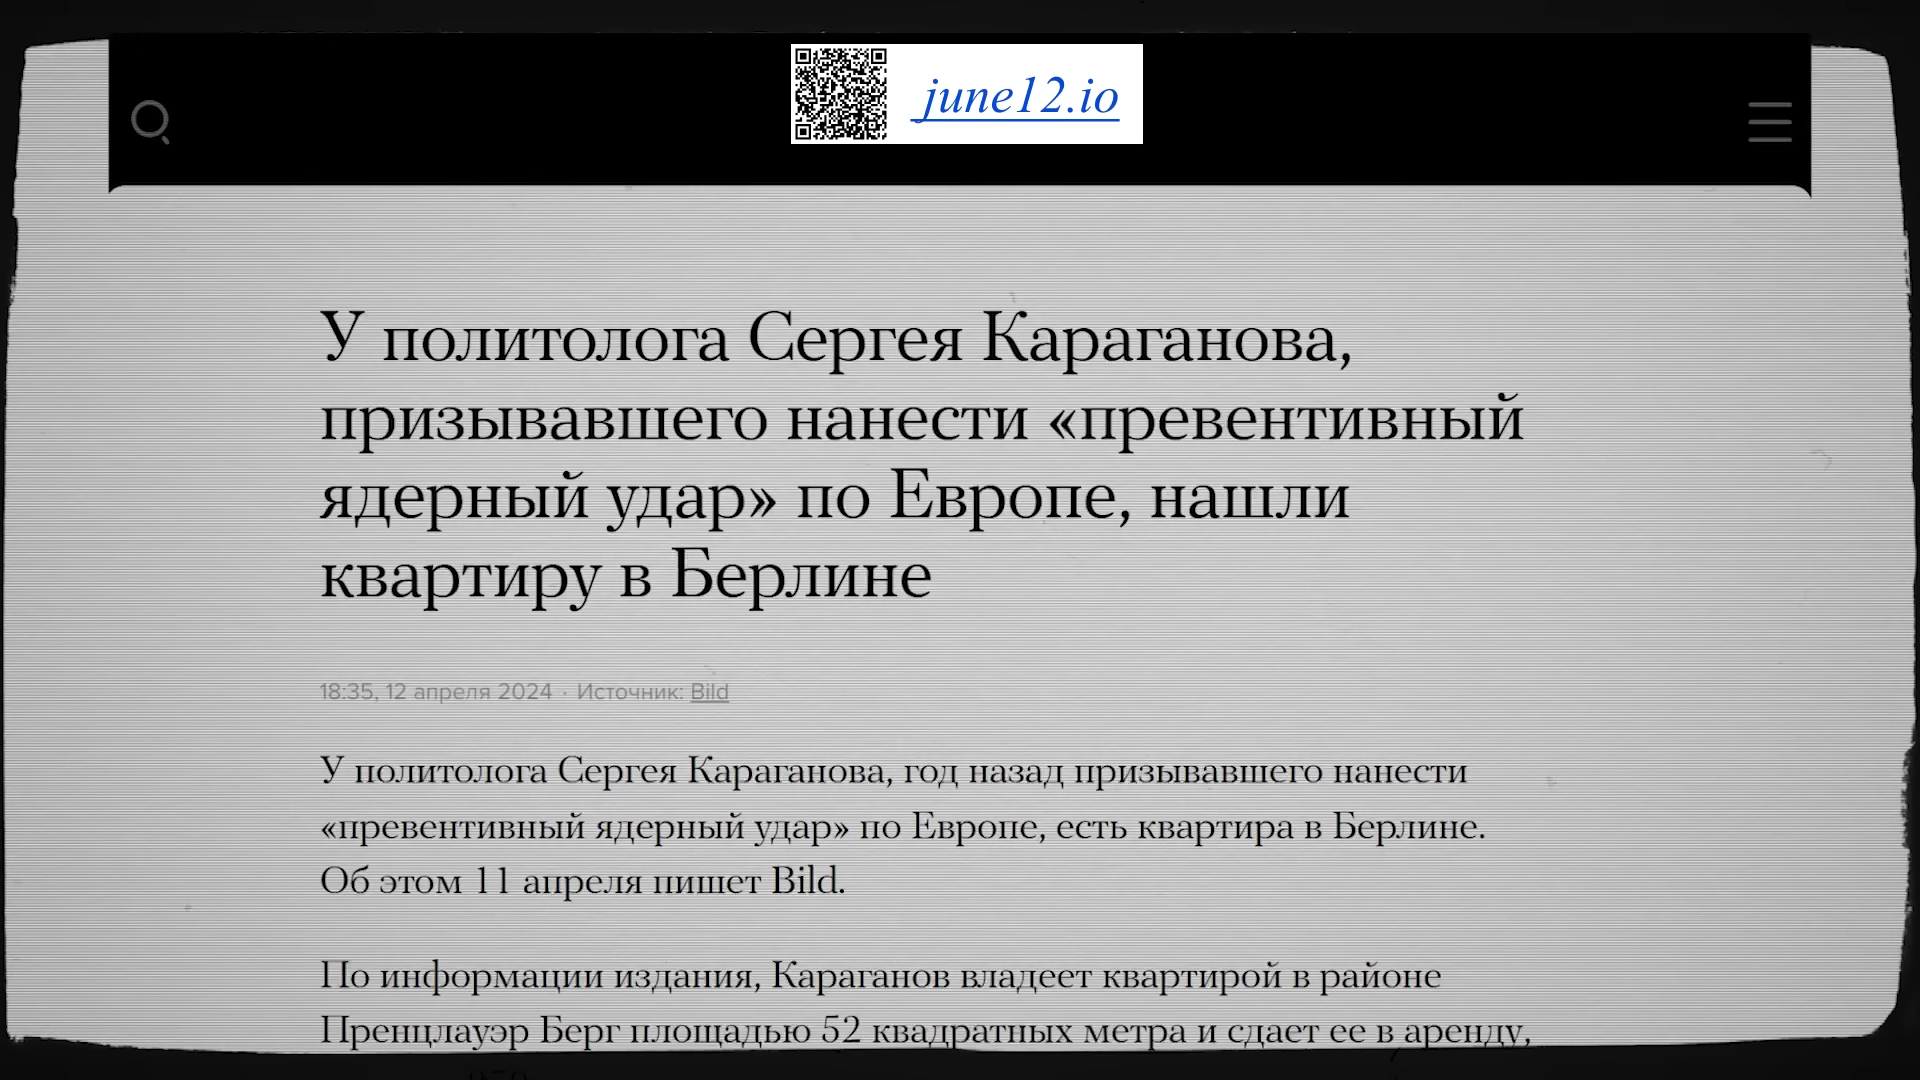 june12.io
У политолога Сергея Караганова,
призывавшего нанести «превентивный
ядерный удар» по Европе, нашли
квартиру в Берлине
18:35, 12 апреля 2024 · Источник: Bild
У политолога Сергея Караганова, год назад призывавшего нанести
«превентивный ядерный удар» по Европе, есть квартира в Берлине.
Об этом 11 апреля пишет Bild.
По информации издания, Караганов владеет квартирой в районе
Пренцлауэр Берг площадью 52 квадратных метра и сдает ее в аренду,